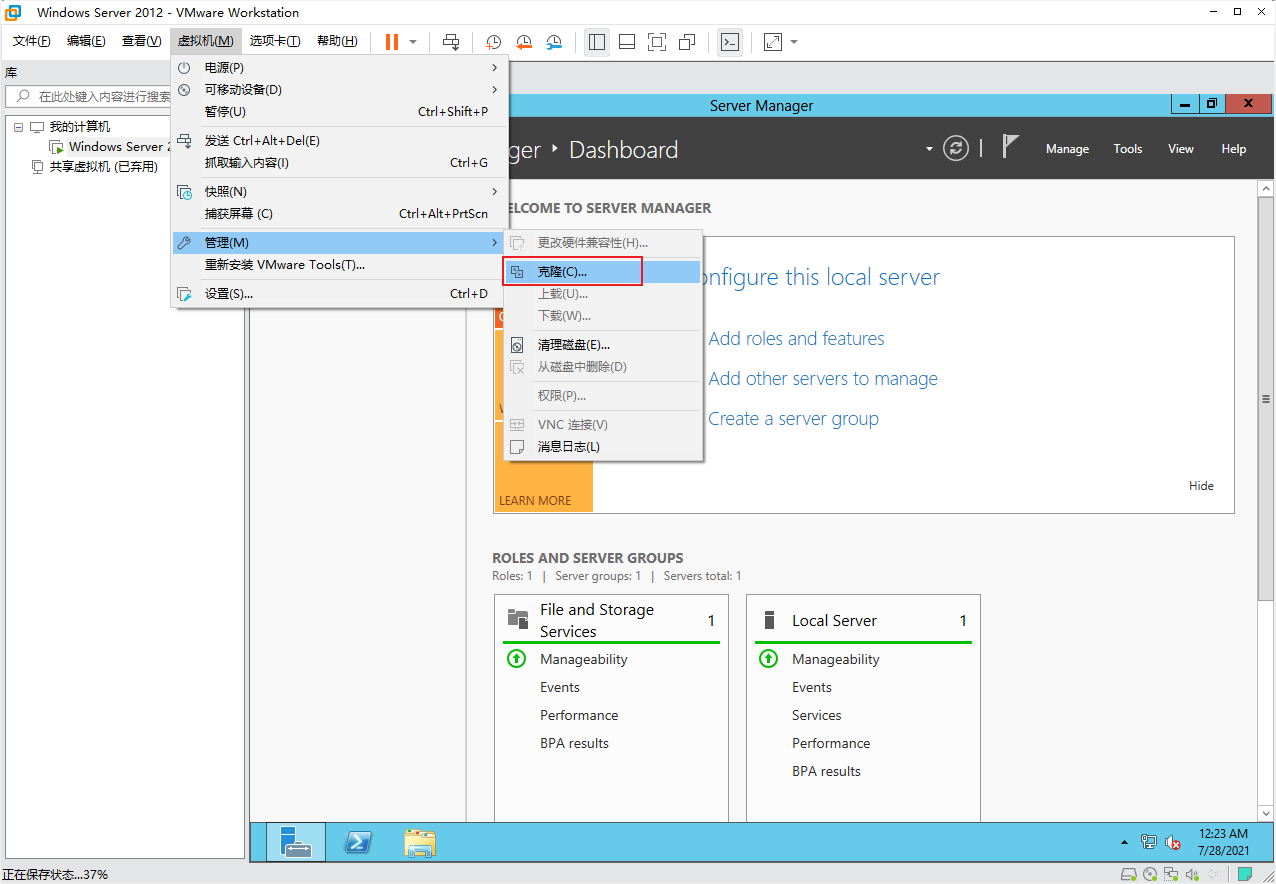 Windows Server 2012 - VMware Workstation
文件(F) 编辑(E) 查看(V) 虚拟机(M) 选项卡(T) 帮助(H)
库
在此处键入内容进行搜索
我的计算机
Windows Server 2
共享虚拟机 (已弃用)
电源(P)
可移动设备(D)
暂停(U) Ctrl+Shift+P
发送 Ctrl+Alt+Del(E)
抓取输入内容(I) Ctrl+G
快照(N)
捕获屏幕 (C) Ctrl+Alt+PrtScn
管理(M)
重新安装 VMware Tools(T)...
设置(S)... Ctrl+D
更改硬件兼容性(H)...
克隆(C)...
上载(U)...
下载(W)...
清理磁盘(E)...
从磁盘中删除(D)
权限(P)...
VNC 连接(V)
消息日志(L)
Server Manager
ger Dashboard
Manage Tools View Help
ELCOME TO SERVER MANAGER
onfigure this local server
Add roles and features
Add other servers to manage
Create a server group
LEARN MORE
Hide
ROLES AND SERVER GROUPS
Roles: 1 | Server groups: 1 | Servers total: 1
File and Storage
Services 1
Manageability
Events
Performance
BPA results
Local Server 1
Manageability
Events
Services
Performance
BPA results
12:23 AM
7/28/2021
正在保存状态...37%